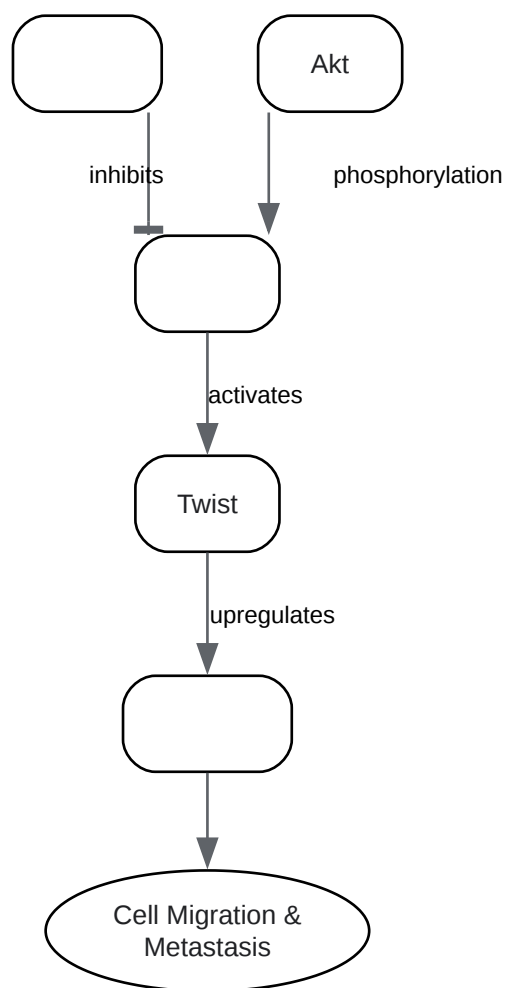 Akt
inhibits
phosphorylation
activates
Twist
upregulates
Cell Migration &
Metastasis